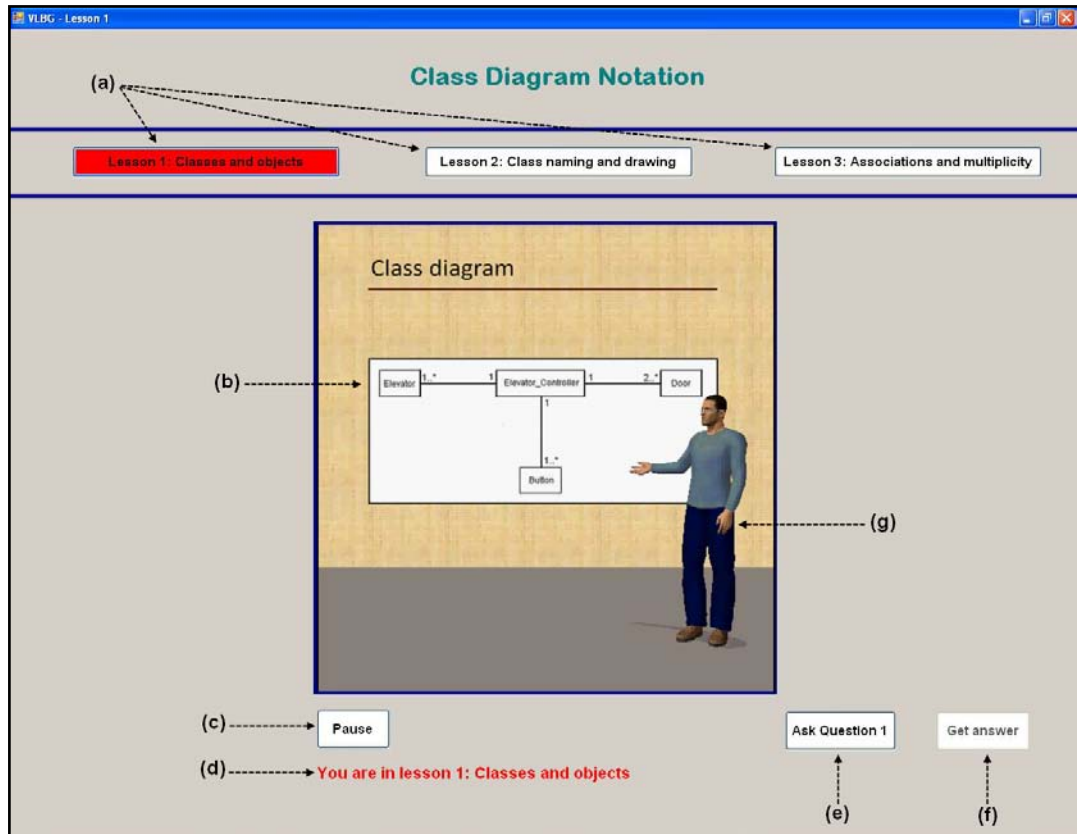 VLBG - Lesson 1
Class Diagram Notation
(a)
Lesson 1: Classes and objects
Lesson 2: Class naming and drawing
Lesson 3: Associations and multiplicity
Class diagram
(b)
Elevator
1..*
1
Elevator_Controller
1
2..*
Door
1
1..*
Button
(g)
(c)
Pause
Ask Question 1
Get answer
(d)
You are in lesson 1: Classes and objects
(e)
(f)